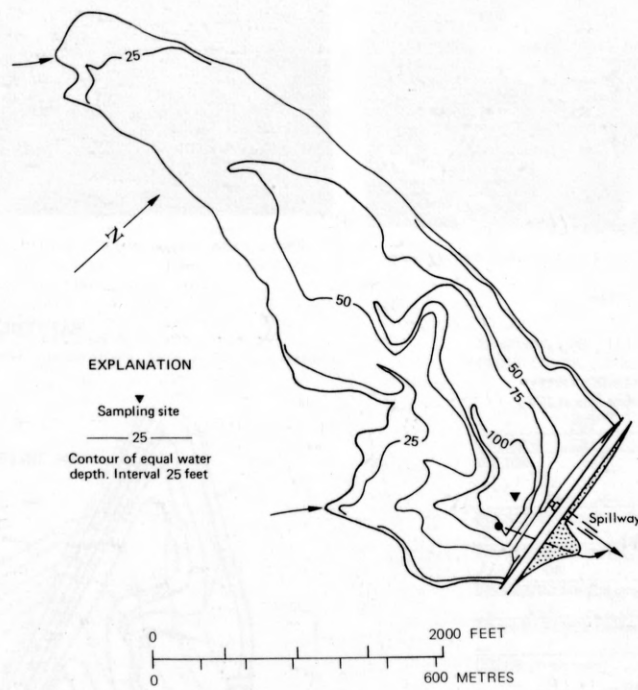 25
N
50
50
75
100
25
EXPLANATION
Sampling site
25
Contour of equal water
depth. Interval 25 feet
Spillway
0 2000 FEET
0 600 METRES